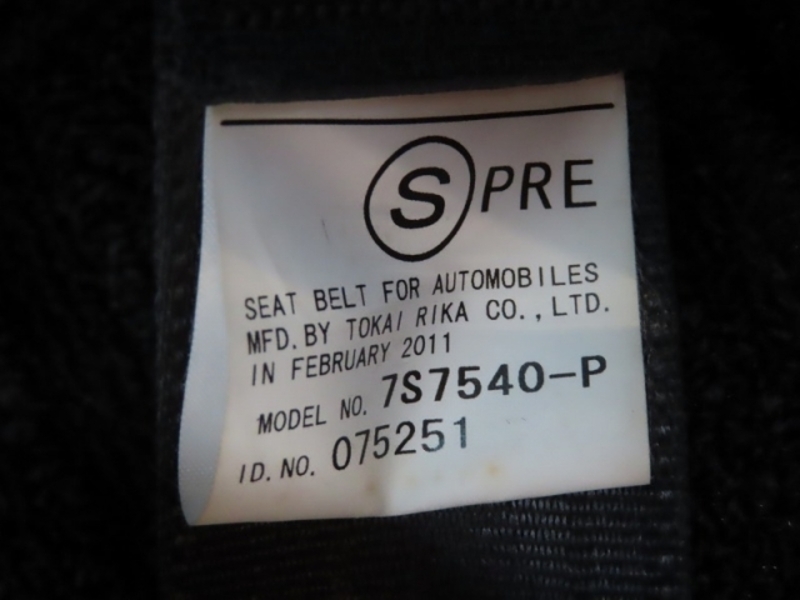 S PRE
SEAT BELT FOR AUTOMOBILES
MFD. BY TOKAI RIKA CO., LTD.
IN FEBRUARY 2011
MODEL NO. 7S7540-P
ID. NO. 075251